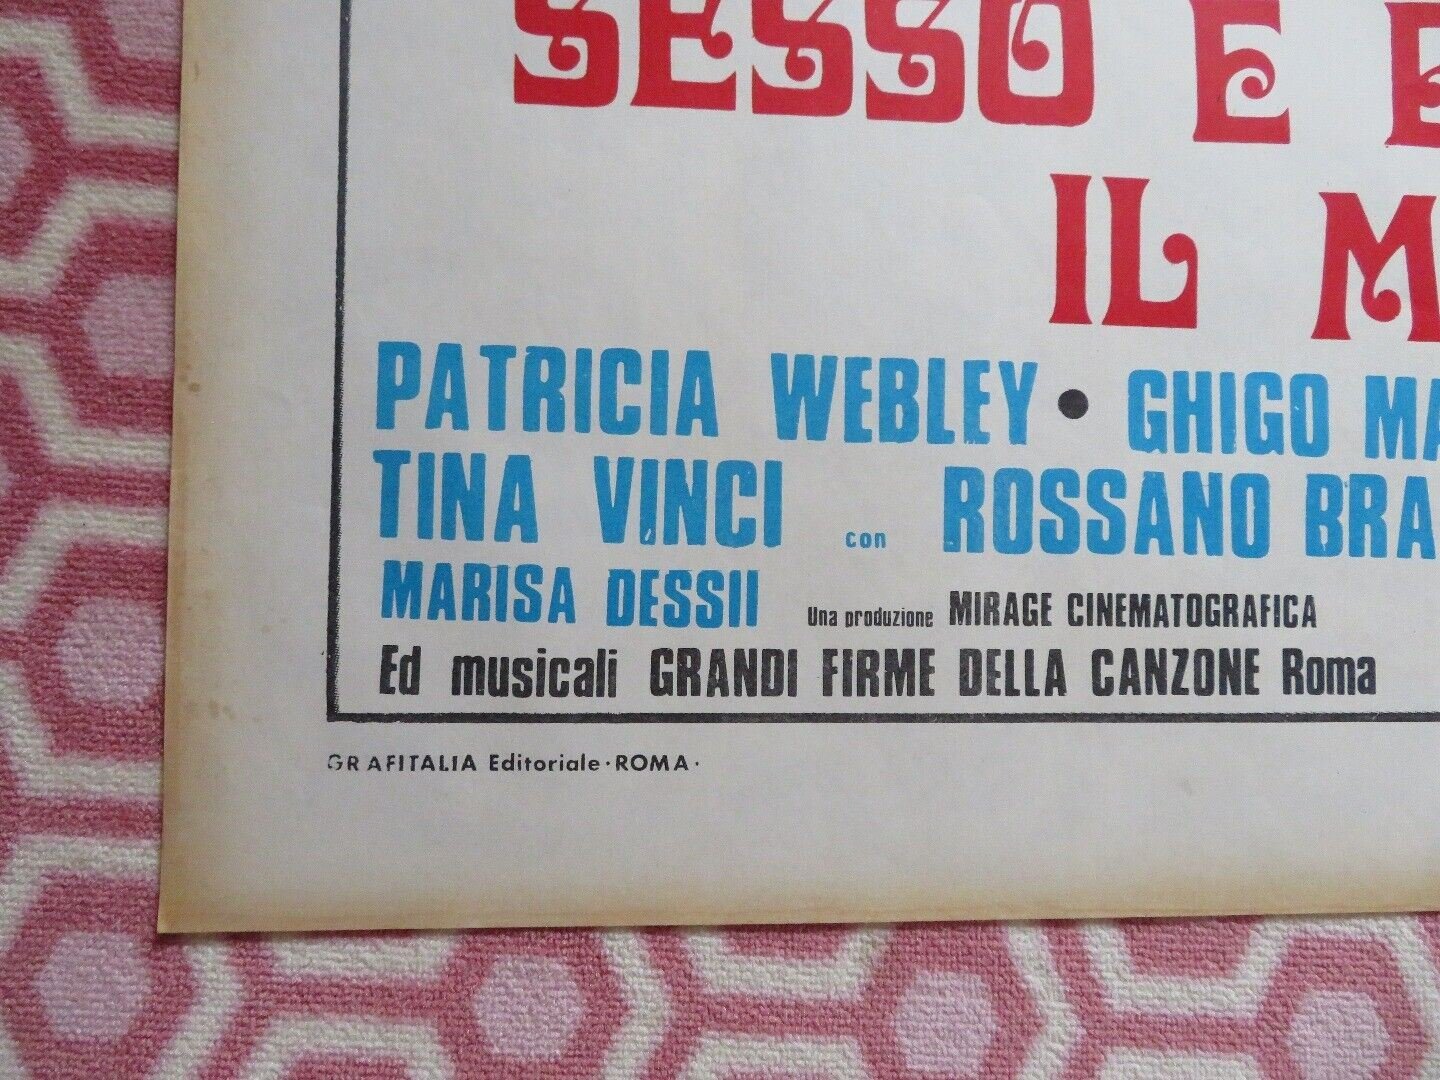 SESSO E
IL
PATRICIA WEBLEY • GHIGO
TINA VINCI con ROSSANO
MARISA DESSII Una produzione MIRAGE CINEMATOGRAFICA
Ed musicali GRANDI FIRME DELLA CANZONE Roma
GRAFITALIA Editoriale · ROMA ·